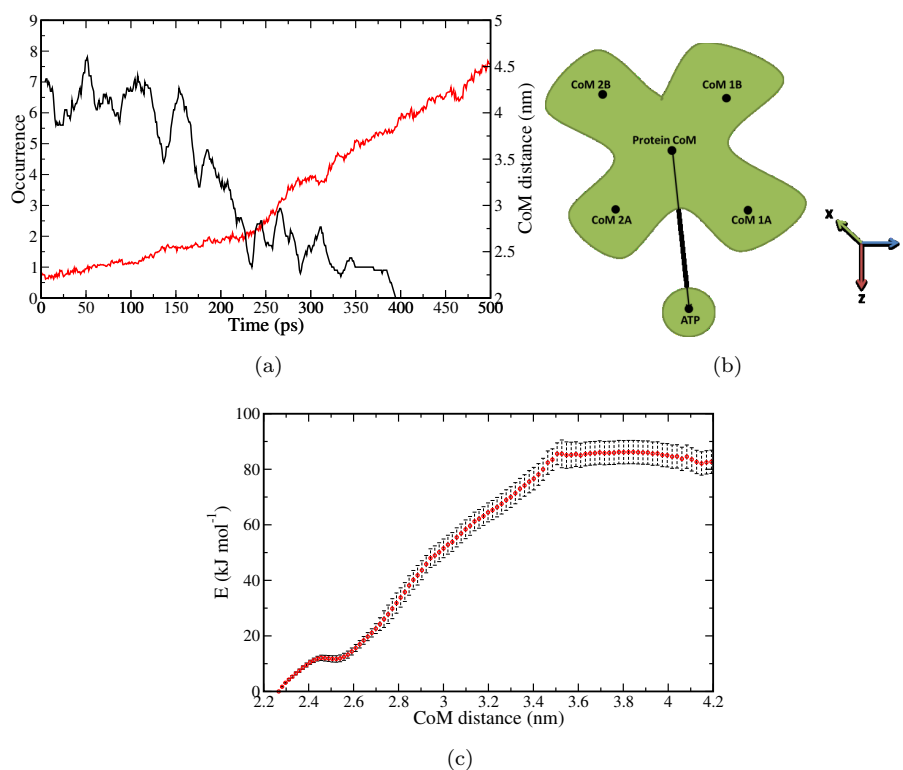 9
8
7
6
5
4
3
2
1
0
Occurrence
5
4.5
4
3.5
3
2.5
2
CoM distance (nm)
0 50 100 150 200 250 300 350 400 450 500
Time (ps)
(a)
CoM 2B
CoM 1B
Protein CoM
CoM 2A
CoM 1A
ATP
X
Z
(b)
100
80
60
40
20
0
E (kJ mol⁻¹)
2.2 2.4 2.6 2.8 3 3.2 3.4 3.6 3.8 4 4.2
CoM distance (nm)
(c)